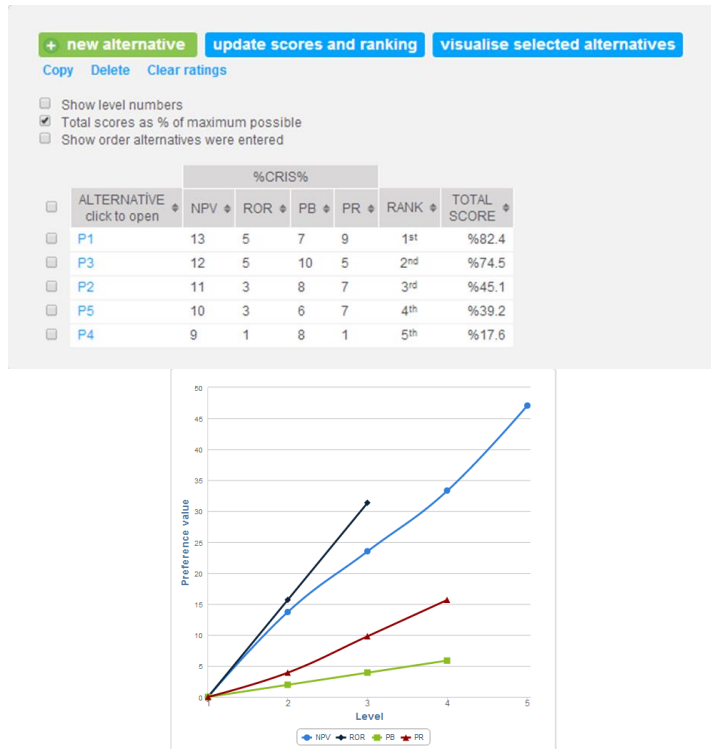 new alternative update scores and ranking visualise selected alternatives
Copy Delete Clear ratings
Show level numbers
Total scores as % of maximum possible
Show order alternatives were entered
%CRIS%
ALTERNATİVE
click to open NPV ROR PB PR RANK TOTAL SCORE
P1 13 5 7 9 1st %82.4
P3 12 5 10 5 2nd %74.5
P2 11 3 8 7 3rd %45.1
P5 10 3 6 7 4th %39.2
P4 9 1 8 1 5th %17.6
50
45
40
35
30
25
20
15
10
5
0
Preference value
1 2 3 4 5
Level
NPV ROR PB PR